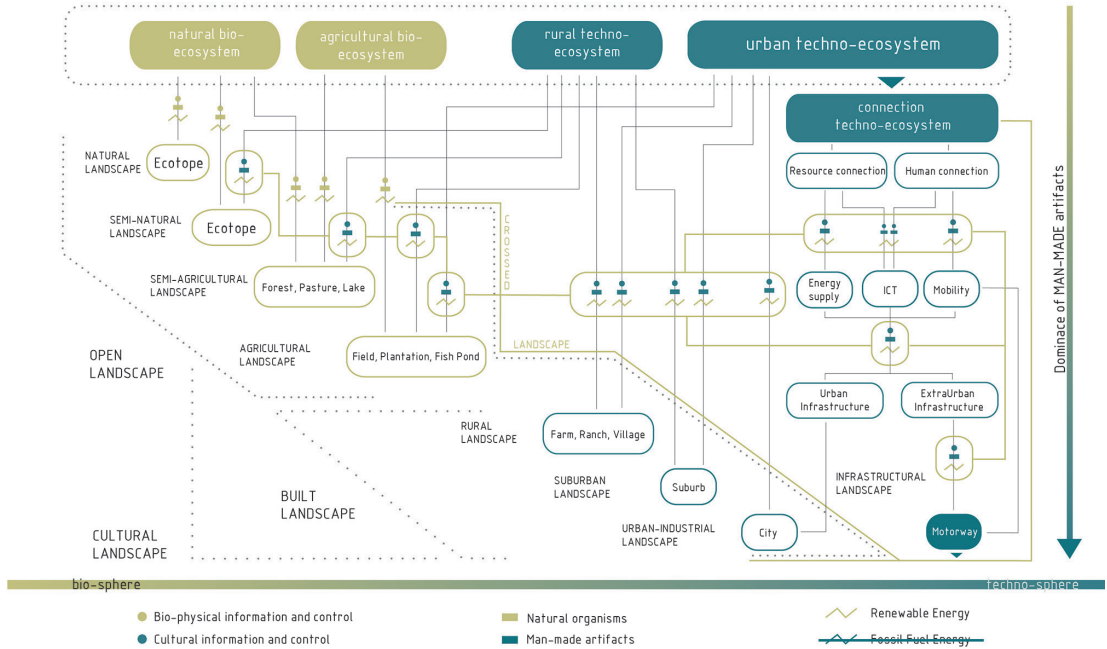 natural bio-
ecosystem
agricultural bio-
ecosystem
rural techno-
ecosystem
urban techno-ecosystem
connection
techno-ecosystem
NATURAL
LANDSCAPE
Ecotope
Resource connection
Human connection
SEMI-NATURAL
LANDSCAPE
Ecotope
CROSSED
SEMI-AGRICULTURAL
LANDSCAPE
Forest, Pasture, Lake
Energy
supply
ICT
Mobility
AGRICULTURAL
LANDSCAPE
Field, Plantation, Fish Pond
LANDSCAPE
OPEN
LANDSCAPE
Urban
Infrastructure
ExtraUrban
Infrastructure
RURAL
LANDSCAPE
Farm, Ranch, Village
SUBURBAN
LANDSCAPE
Suburb
INFRASTRUCTURAL
LANDSCAPE
BUILT
LANDSCAPE
URBAN-INDUSTRIAL
LANDSCAPE
City
Motorway
CULTURAL
LANDSCAPE
Dominace of MAN-MADE artifacts
bio-sphere
techno-sphere
Bio-physical information and control
Natural organisms
Renewable Energy
Cultural information and control
Man-made artifacts
Fossil Fuel Energy